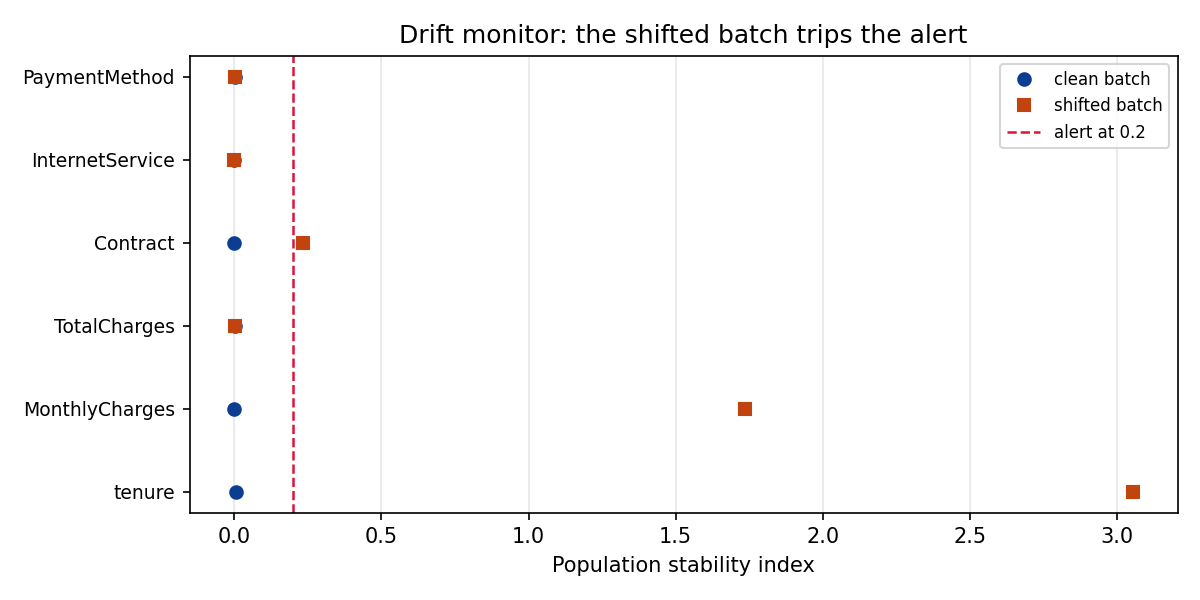 Drift monitor: the shifted batch trips the alert
PaymentMethod
InternetService
Contract
TotalCharges
MonthlyCharges
tenure
clean batch
shifted batch
alert at 0.2
0.0 0.5 1.0 1.5 2.0 2.5 3.0
Population stability index